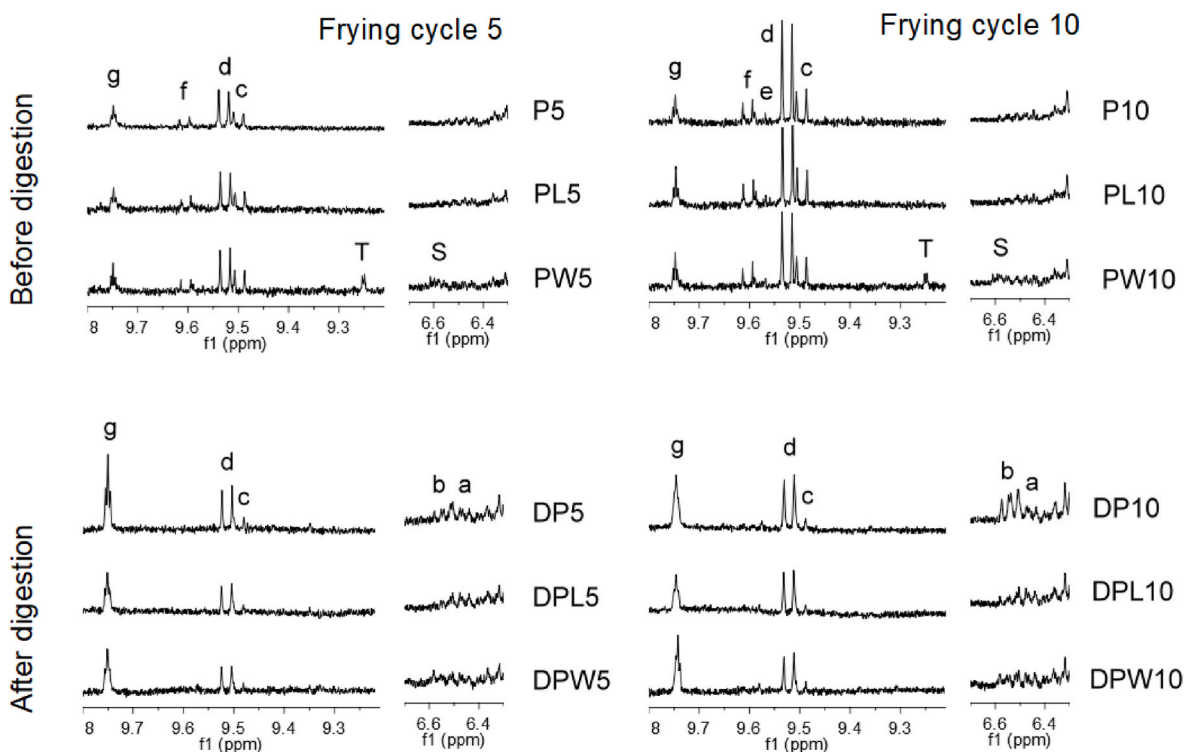 Frying cycle 5
Frying cycle 10
Before digestion
g f d c
P5
PL5
T S
PW5
8 9.7 9.6 9.5 9.4 9.3
f1 (ppm)
6.6 6.4
f1 (ppm)
d
g f e c
P10
PL10
T S
PW10
8 9.7 9.6 9.5 9.4 9.3
f1 (ppm)
6.6 6.4
f1 (ppm)
After digestion
g d c
b a
DP5
DPL5
DPW5
8 9.7 9.6 9.5 9.4 9.3
f1 (ppm)
6.6 6.4
f1 (ppm)
g d c
b a
DP10
DPL10
DPW10
8 9.7 9.6 9.5 9.4 9.3
f1 (ppm)
6.6 6.4
f1 (ppm)